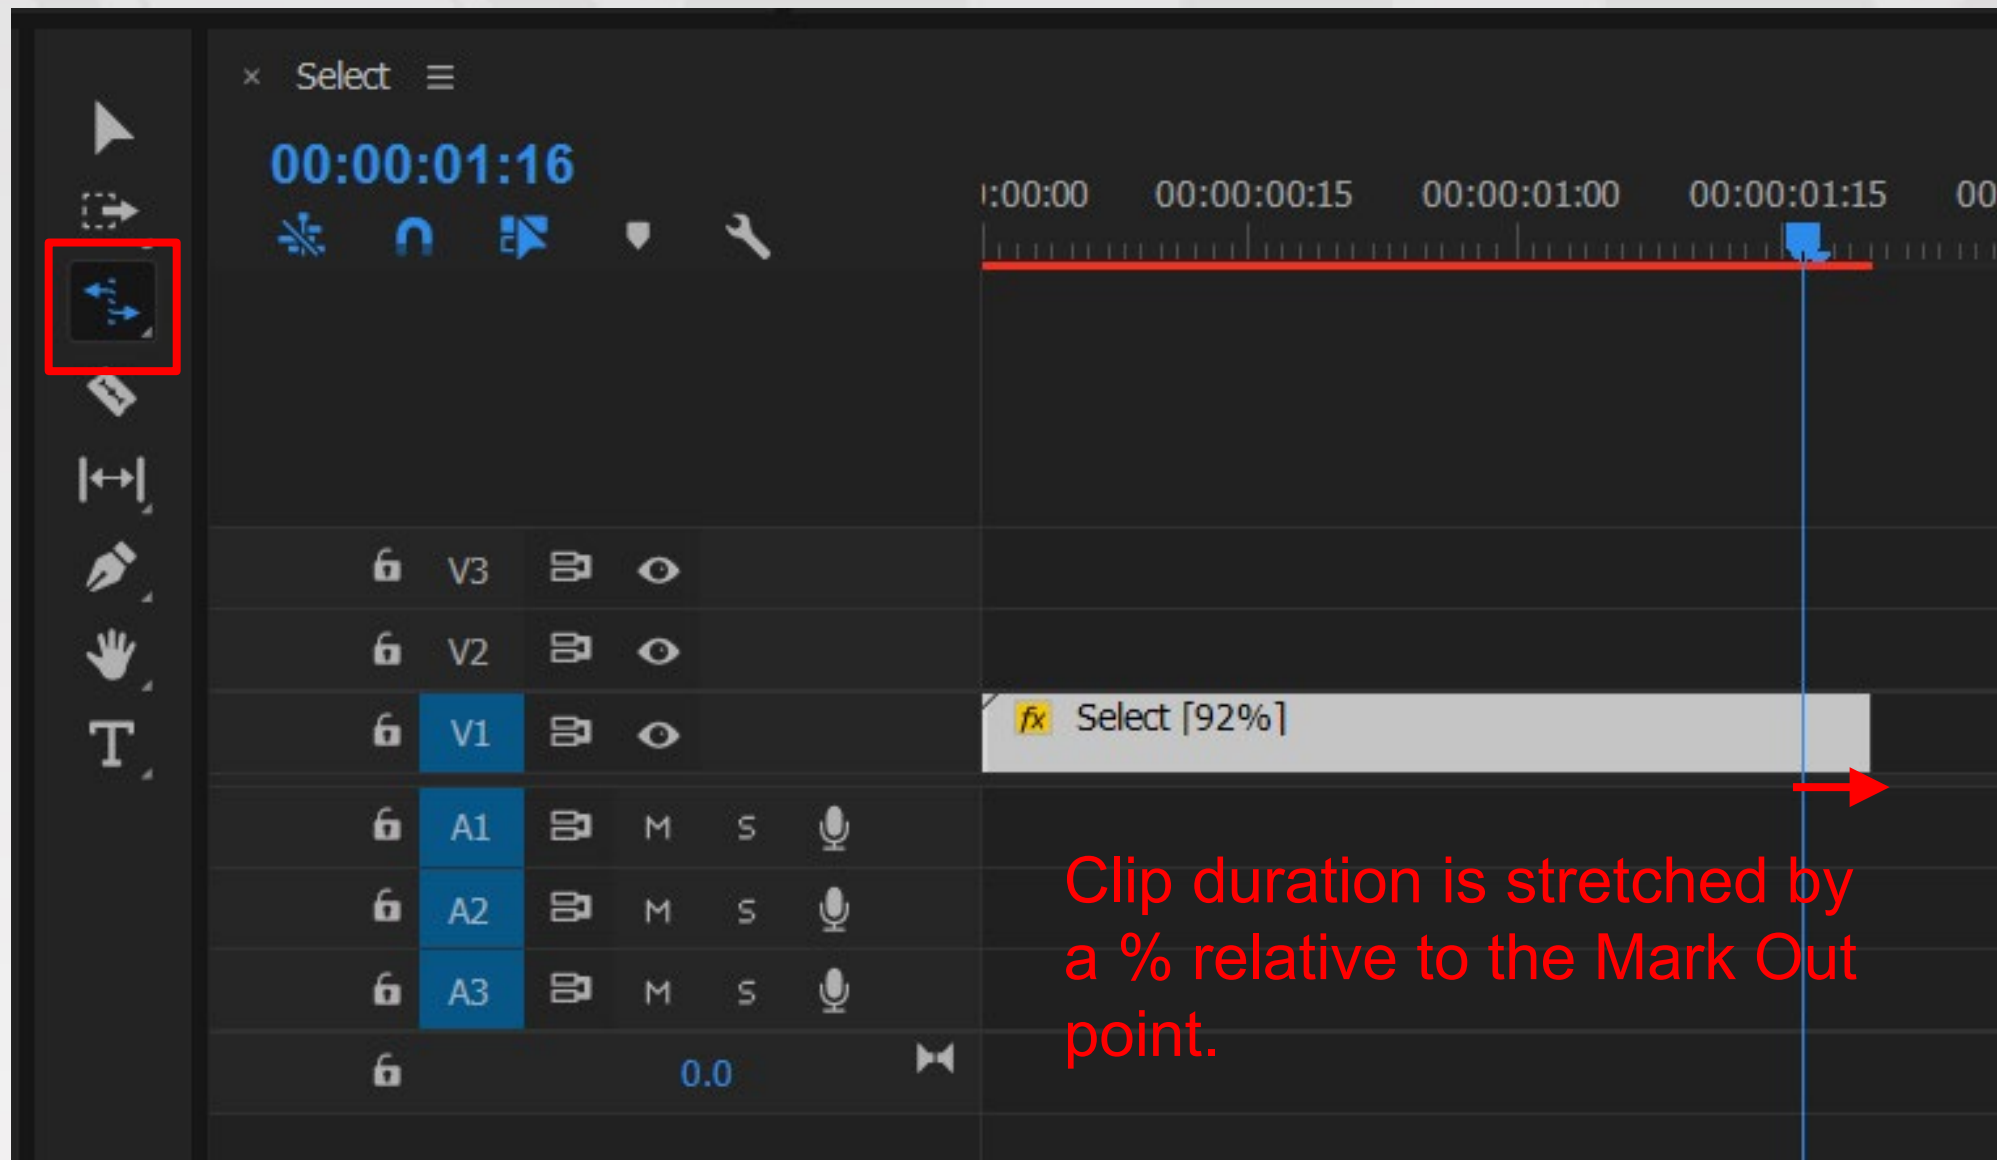 × Select
00:00:01:16
:00:00 00:00:00:15 00:00:01:00 00:00:01:15 00
V3
V2
V1
fx Select [92%]
A1 M S
A2 M S
A3 M S
0.0
T
Clip duration is stretched by
a % relative to the Mark Out
point.